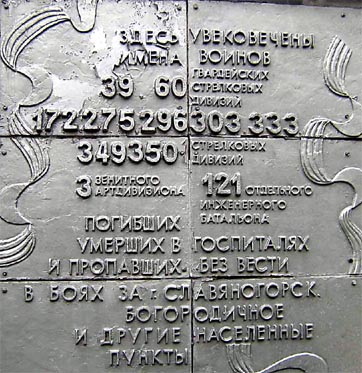 ЗДЕСЬ УВЕКОВЕЧЕНЫ
ИМЕНА ВОИНОВ
39 60 ГВАРДЕЙСКИХ
СТРЕЛКОВЫХ
ДИВИЗИЙ
172.275.296.303.333.
349.350.1 СТРЕЛКОВЫХ
ДИВИЗИЙ
3 ЗЕНИТНОГО
АРТДИВИЗИОНА
121 ОТДЕЛЬНОГО
ИНЖЕНЕРНОГО
БАТАЛЬОНА
ПОГИБШИХ
УМЕРШИХ В ГОСПИТАЛЯХ
И ПРОПАВШИХ БЕЗ ВЕСТИ
В БОЯХ ЗА Г. СЛАВЯНОГОРСК.
БОГОРОДИЧНОЕ
И ДРУГИЕ НАСЕЛЕННЫЕ
ПУНКТЫ